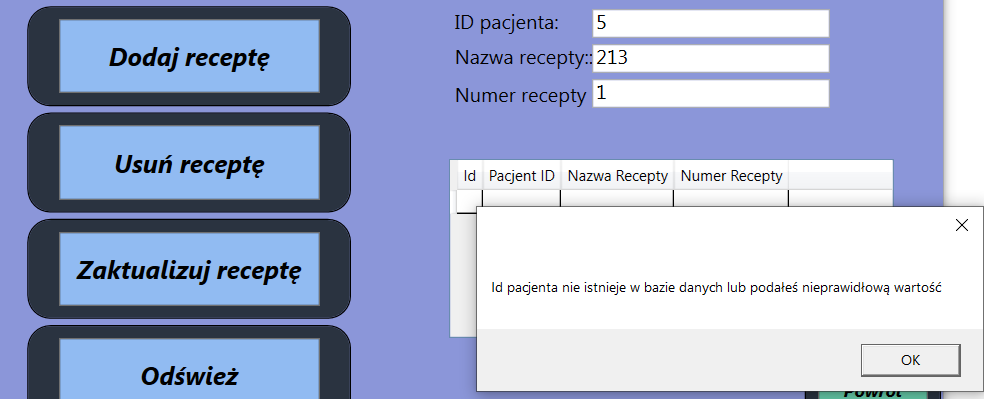 Dodaj receptę
Usuń receptę
Zaktualizuj receptę
Odśwież
ID pacjenta: 5
Nazwa recepty:: 213
Numer recepty 1
Id Pacjent ID Nazwa Recepty Numer Recepty
Id pacjenta nie istnieje w bazie danych lub podałeś nieprawidłową wartość
OK
Powrót